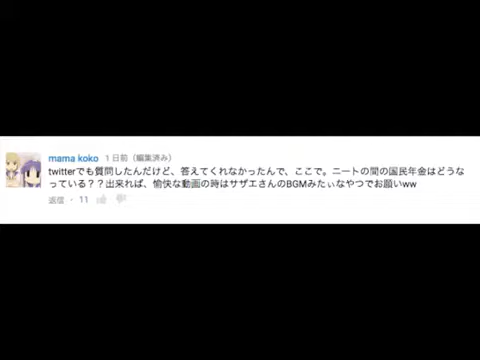 mama koko 1日前（編集済み）
twitterでも質問したんだけど、答えてくれなかったんで、ここで。ニートの間の国民年金はどうな
っている？？出来れば、愉快な動画の時はサザエさんのBGMみたぃなやつでお願いww
返信 ・ 11